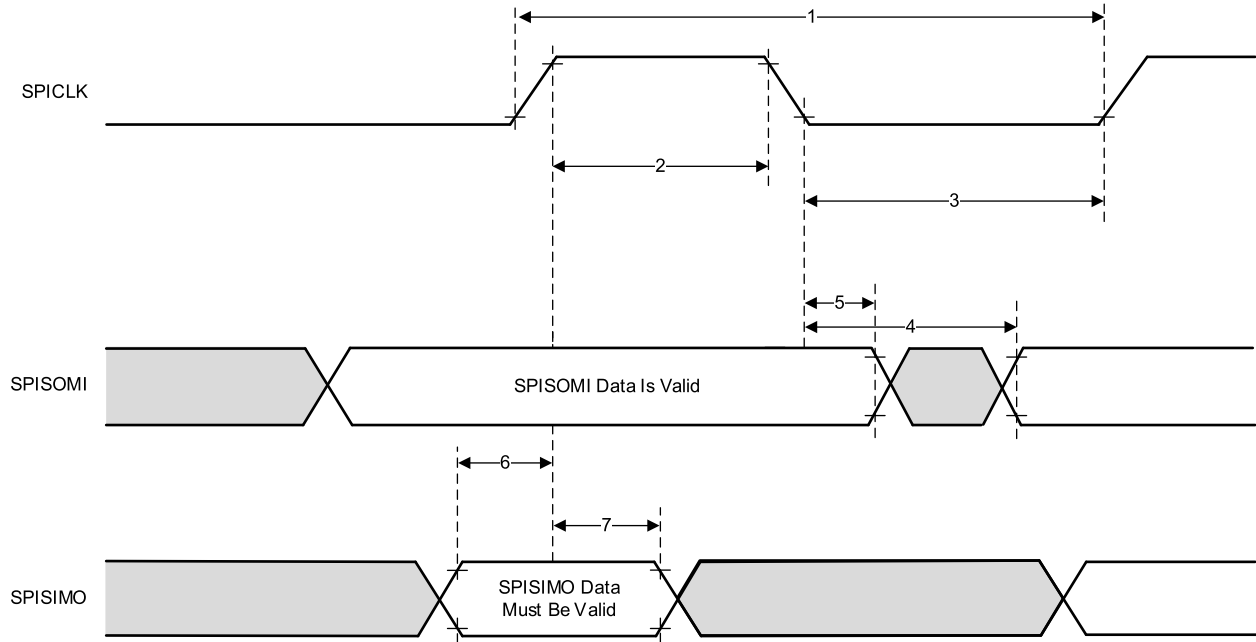 1
SPICLK
2
3
5
4
SPISOMI
SPISOMI Data Is Valid
6
7
SPISIMO
SPISIMO Data
Must Be Valid